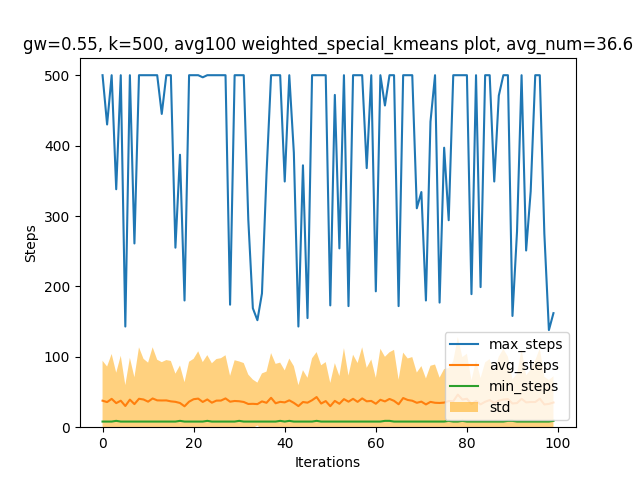 gw=0.55, k=500, avg100 weighted_special_kmeans plot, avg_num=36.6
500
400
300
200
100
0
Steps
max_steps
avg_steps
min_steps
std
0 20 40 60 80 100
Iterations